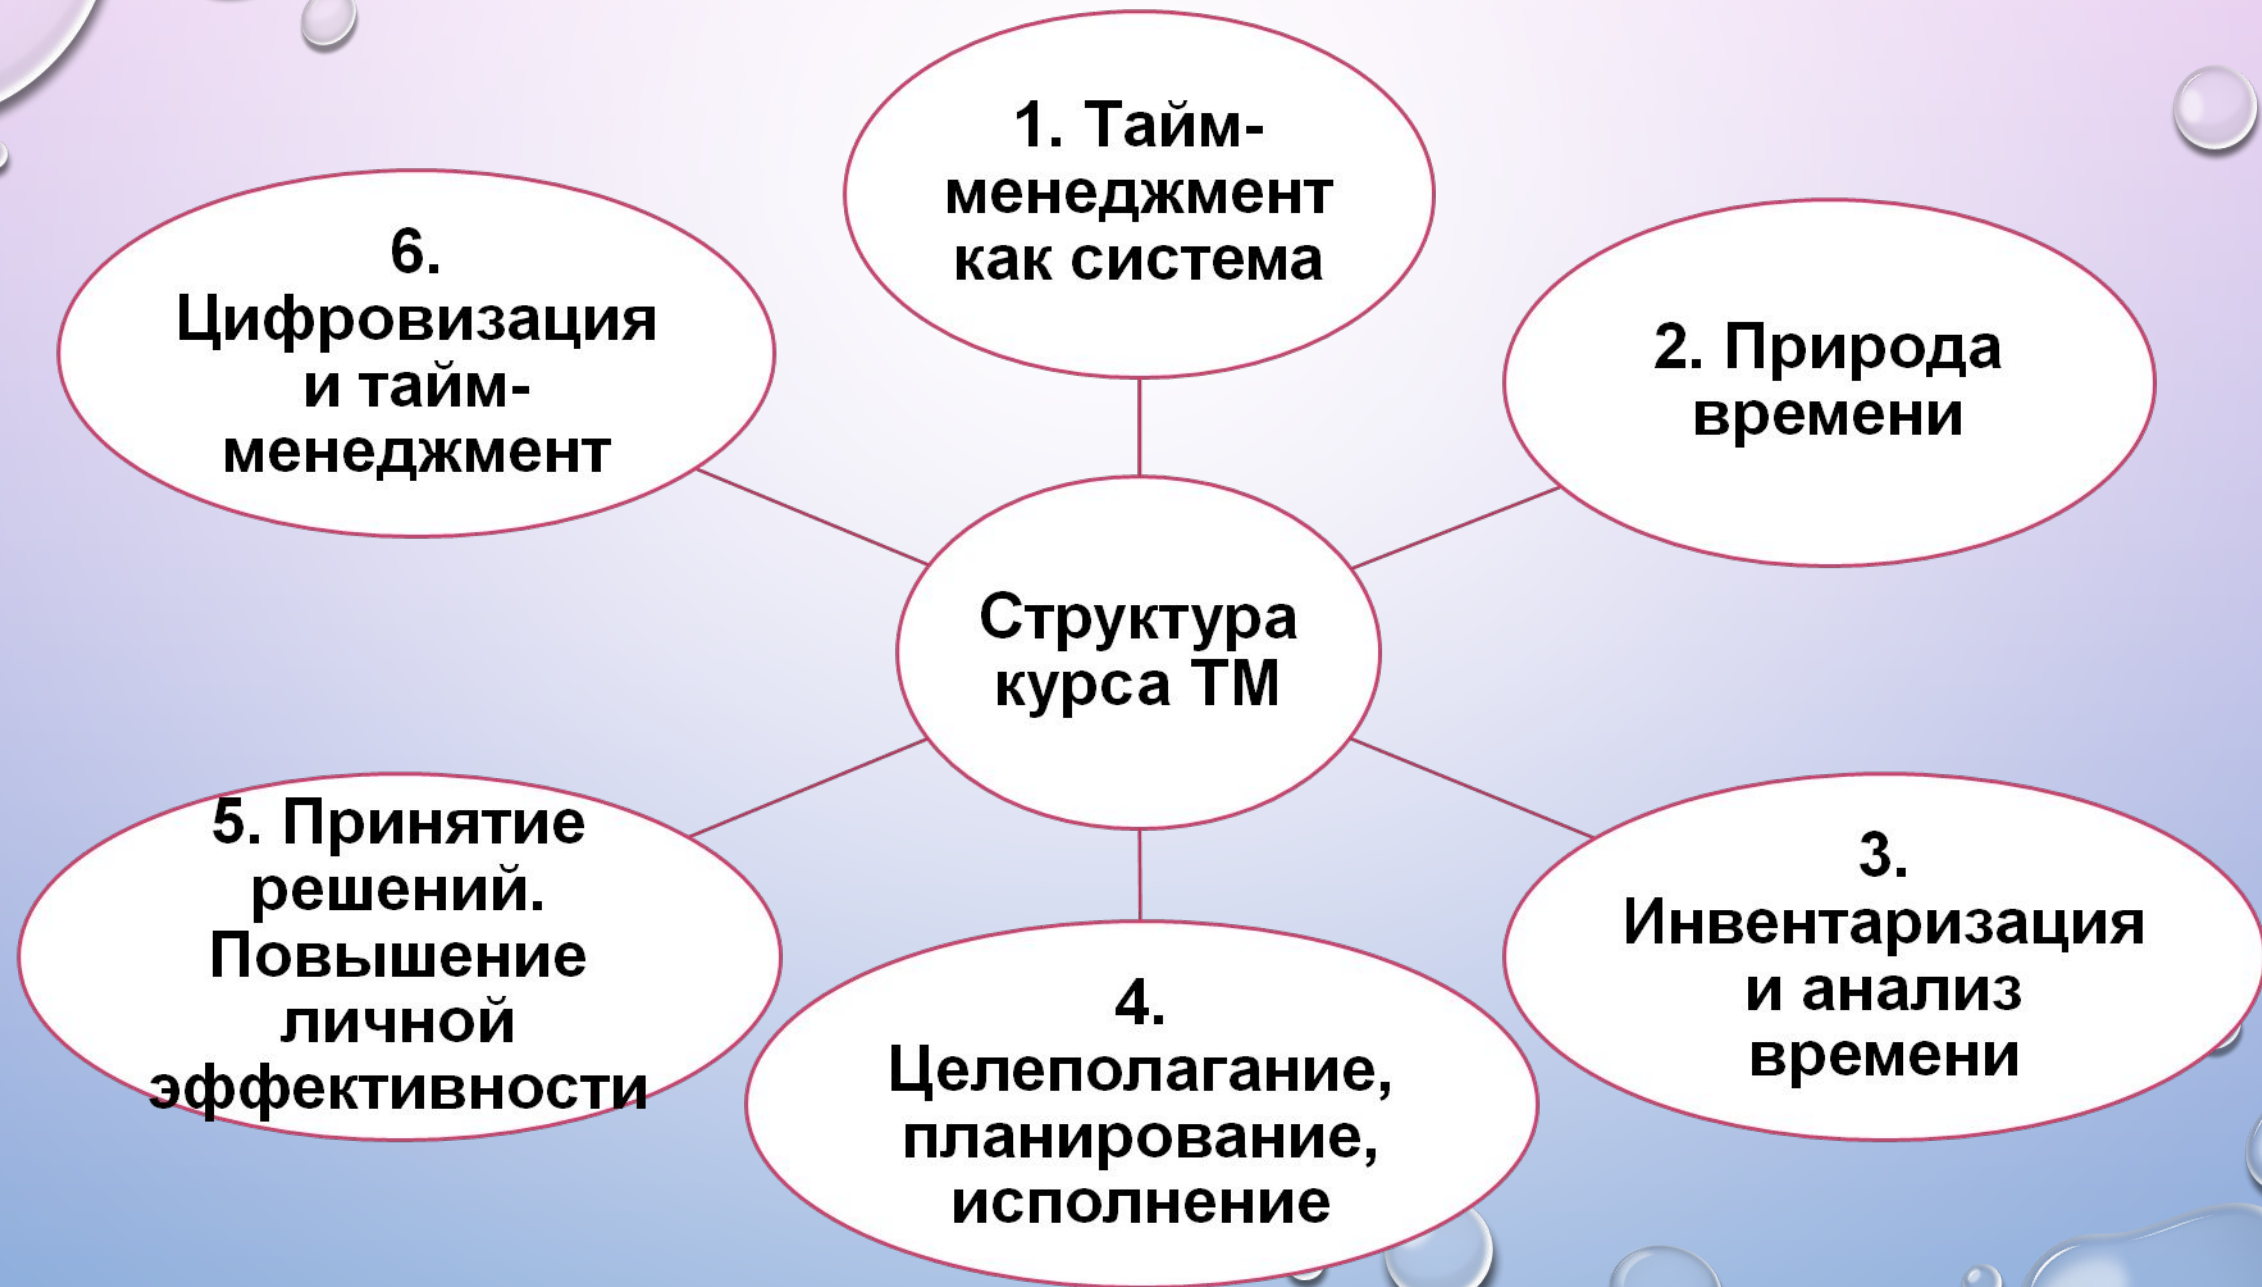 1. Тайм-
менеджмент
как система
2. Природа
времени
3.
Инвентаризация
и анализ
времени
4.
Целеполагание,
планирование,
исполнение
5. Принятие
решений.
Повышение
личной
эффективности
6.
Цифровизация
и тайм-
менеджмент
Структура
курса ТМ